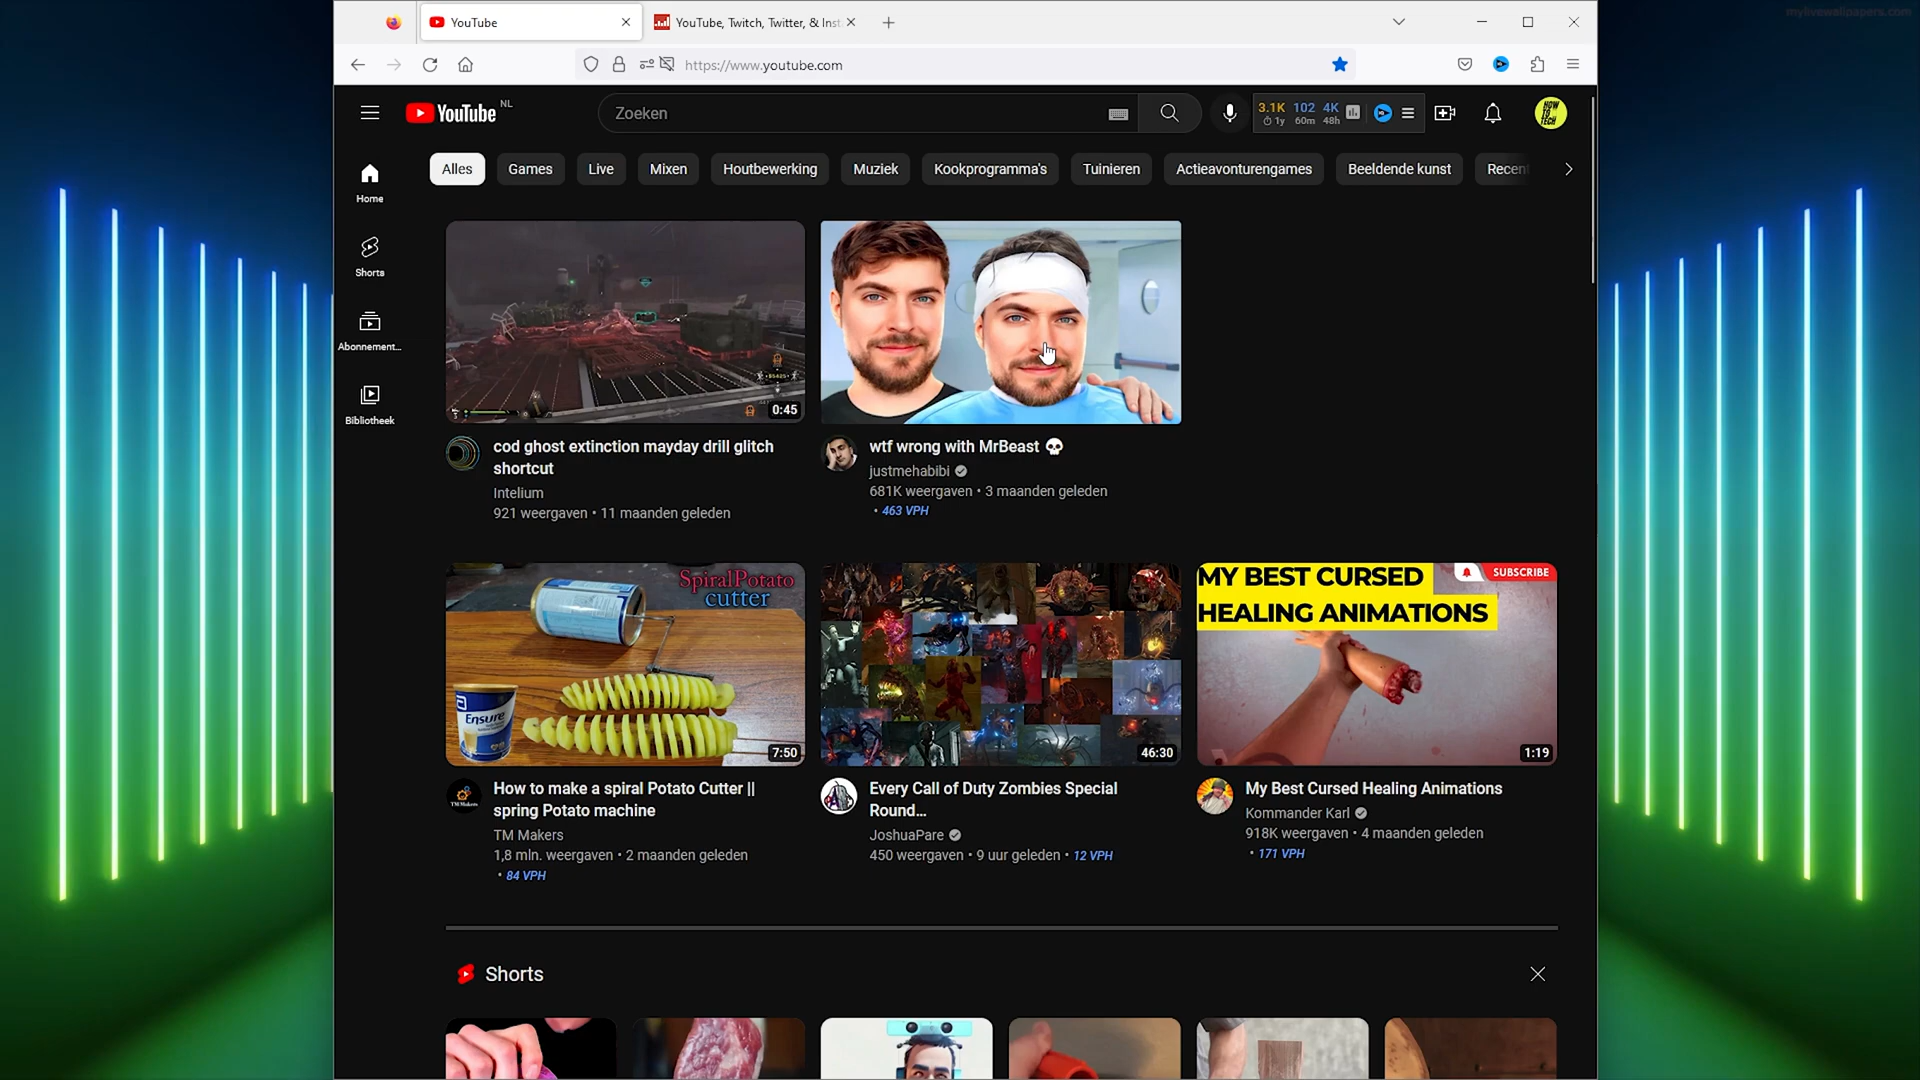 mylivewallpapers.com
YouTube
YouTube, Twitch, Twitter, & Inst
https://www.youtube.com
YouTube NL
Zoeken
3.1K 102 4K
1y 60m 48h
HOW TO TECH
Alles Games Live Mixen Houtbewerking Muziek Kookprogramma's Tuinieren Actieavonturengames Beeldende kunst Recent
Home
Shorts
Abonnement...
Bibliotheek
0:45
cod ghost extinction mayday drill glitch
shortcut
Intelium
921 weergaven • 11 maanden geleden
wtf wrong with MrBeast 💀
justmehabibi
681K weergaven • 3 maanden geleden
• 463 VPH
SpiralPotato
cutter
Ensure
7:50
How to make a spiral Potato Cutter ||
spring Potato machine
TM Makers
1,8 mln. weergaven • 2 maanden geleden
• 84 VPH
46:30
Every Call of Duty Zombies Special
Round...
JoshuaPare
450 weergaven • 9 uur geleden • 12 VPH
MY BEST CURSED
HEALING ANIMATIONS
SUBSCRIBE
1:19
My Best Cursed Healing Animations
Kommander Karl
918K weergaven • 4 maanden geleden
• 171 VPH
Shorts